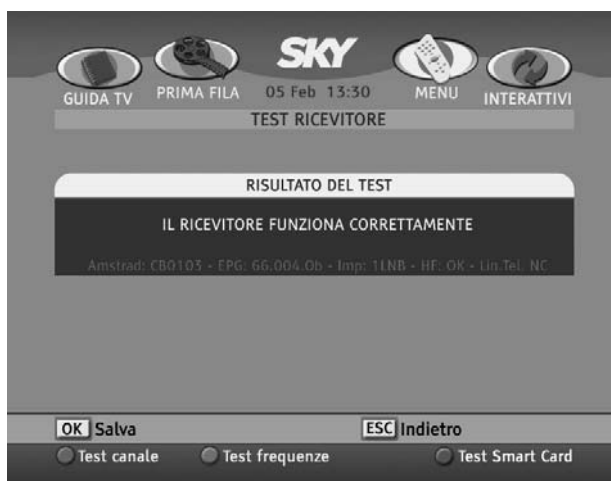 SKY
GUIDA TV
PRIMA FILA
05 Feb 13:30
MENU
INTERATTIVI
TEST RICEVITORE
RISULTATO DEL TEST
IL RICEVITORE FUNZIONA CORRETTAMENTE
Amstrad: CB0103 - EPG: 66.004.0b - Imp: 1LNB - HF: OK - Lin.Tel. NC
OK Salva
ESC Indietro
Test canale
Test frequenze
Test Smart Card